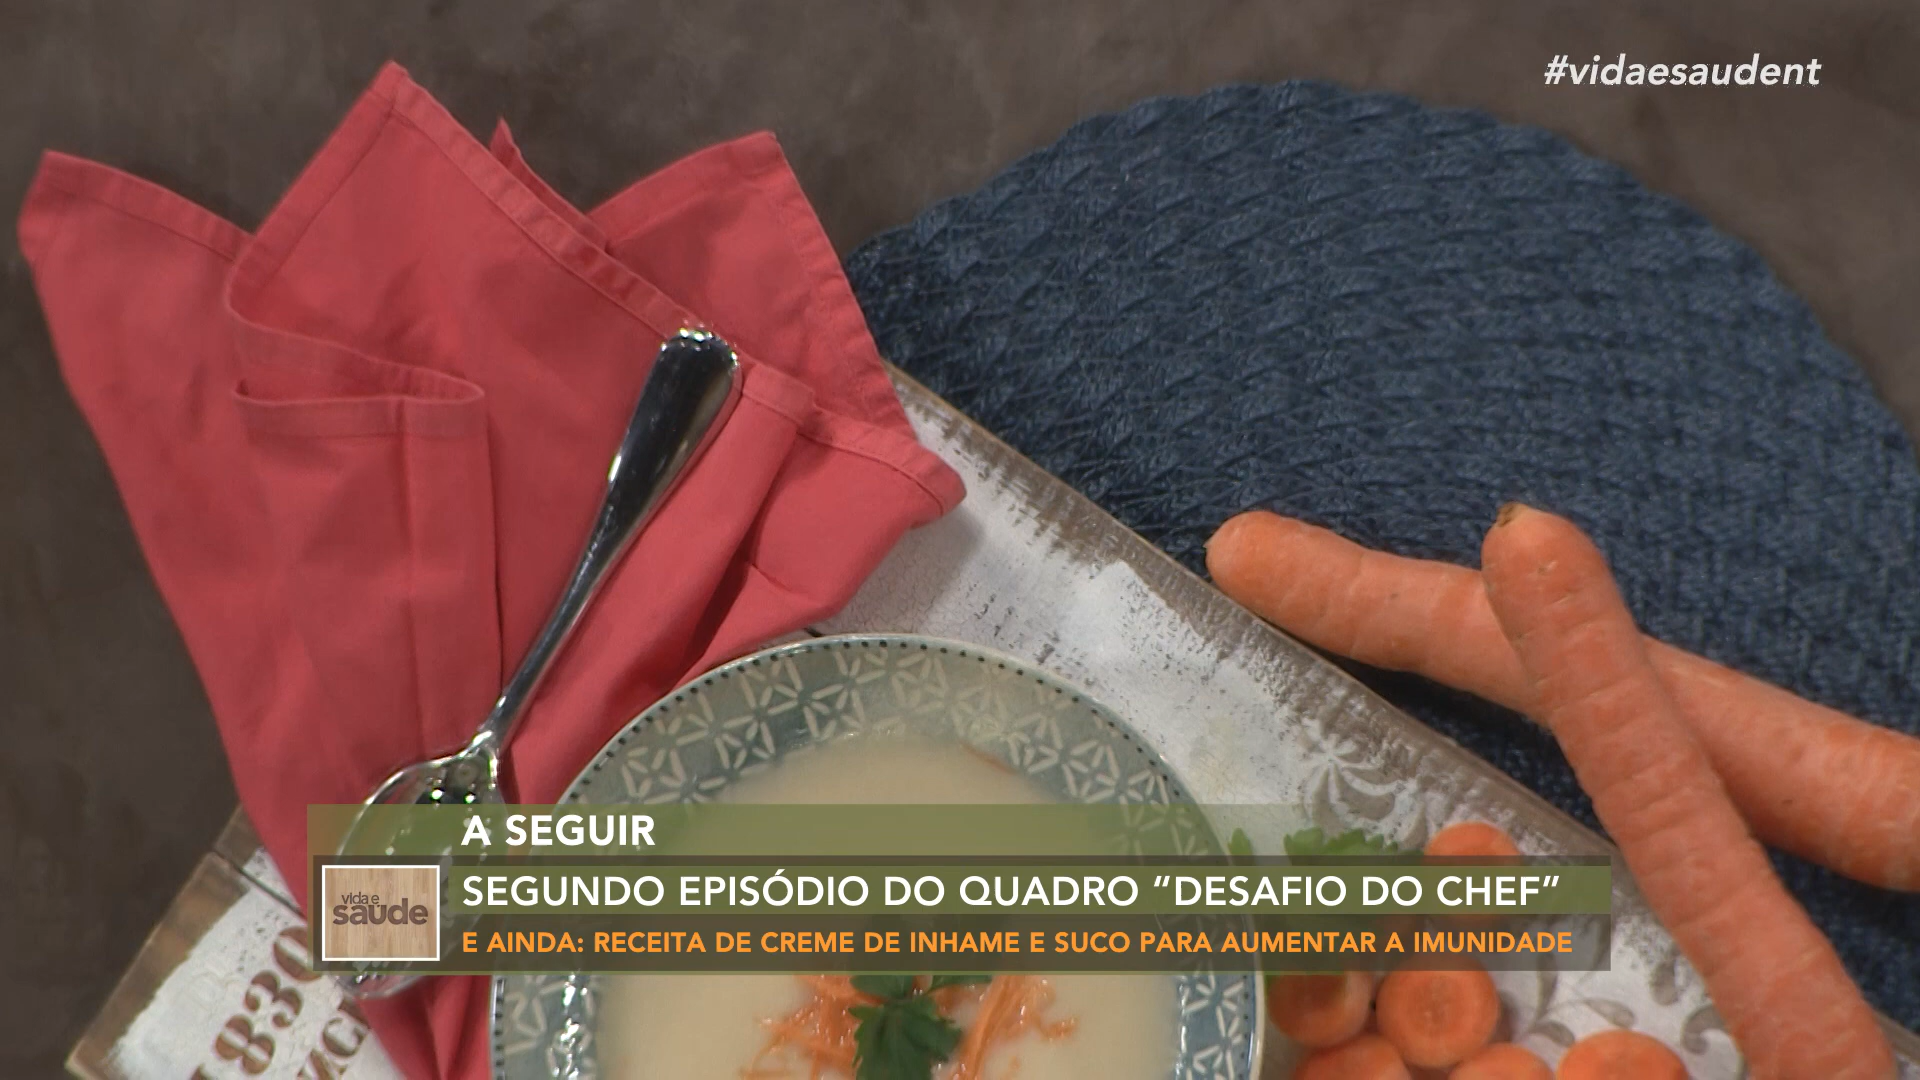 #vidaesaudent
A SEGUIR
vida e
saúde
SEGUNDO EPISÓDIO DO QUADRO “DESAFIO DO CHEF”
E AINDA: RECEITA DE CREME DE INHAME E SUCO PARA AUMENTAR A IMUNIDADE
1830